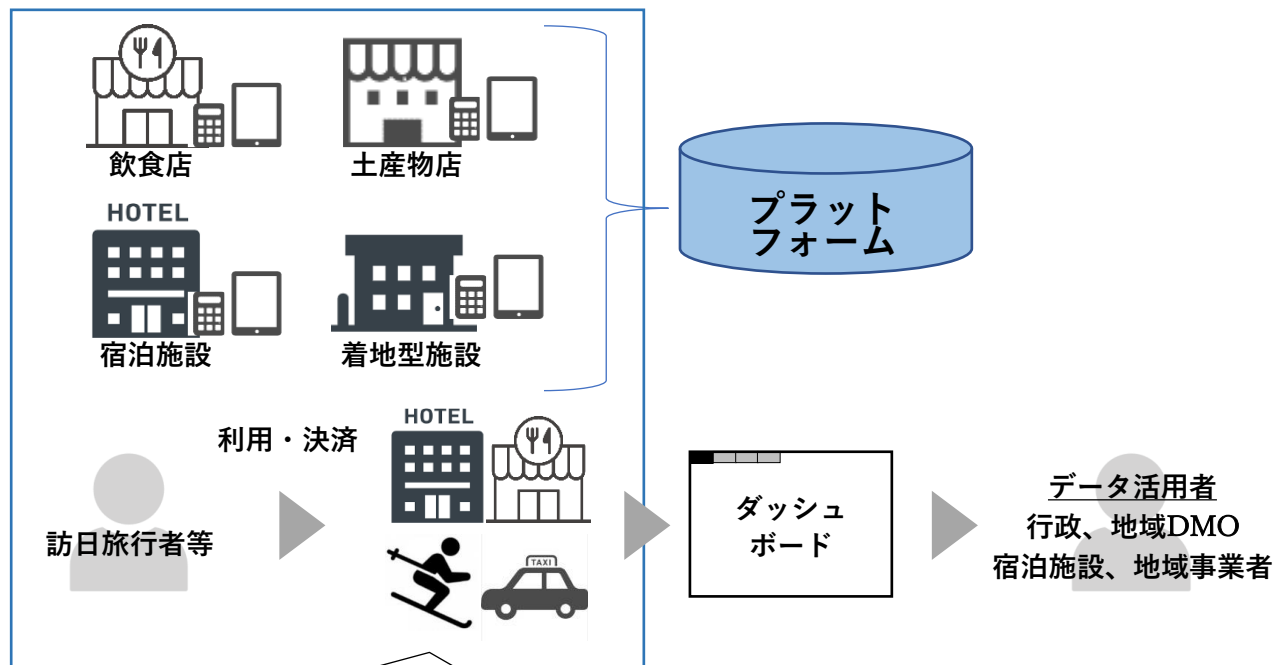 飲食店
土産物店
HOTEL
宿泊施設
着地型施設
プラット
フォーム
利用・決済
HOTEL
訪日旅行者等
TAXI
ダッシュ
ボード
データ活用者
行政、地域DMO
宿泊施設、地域事業者